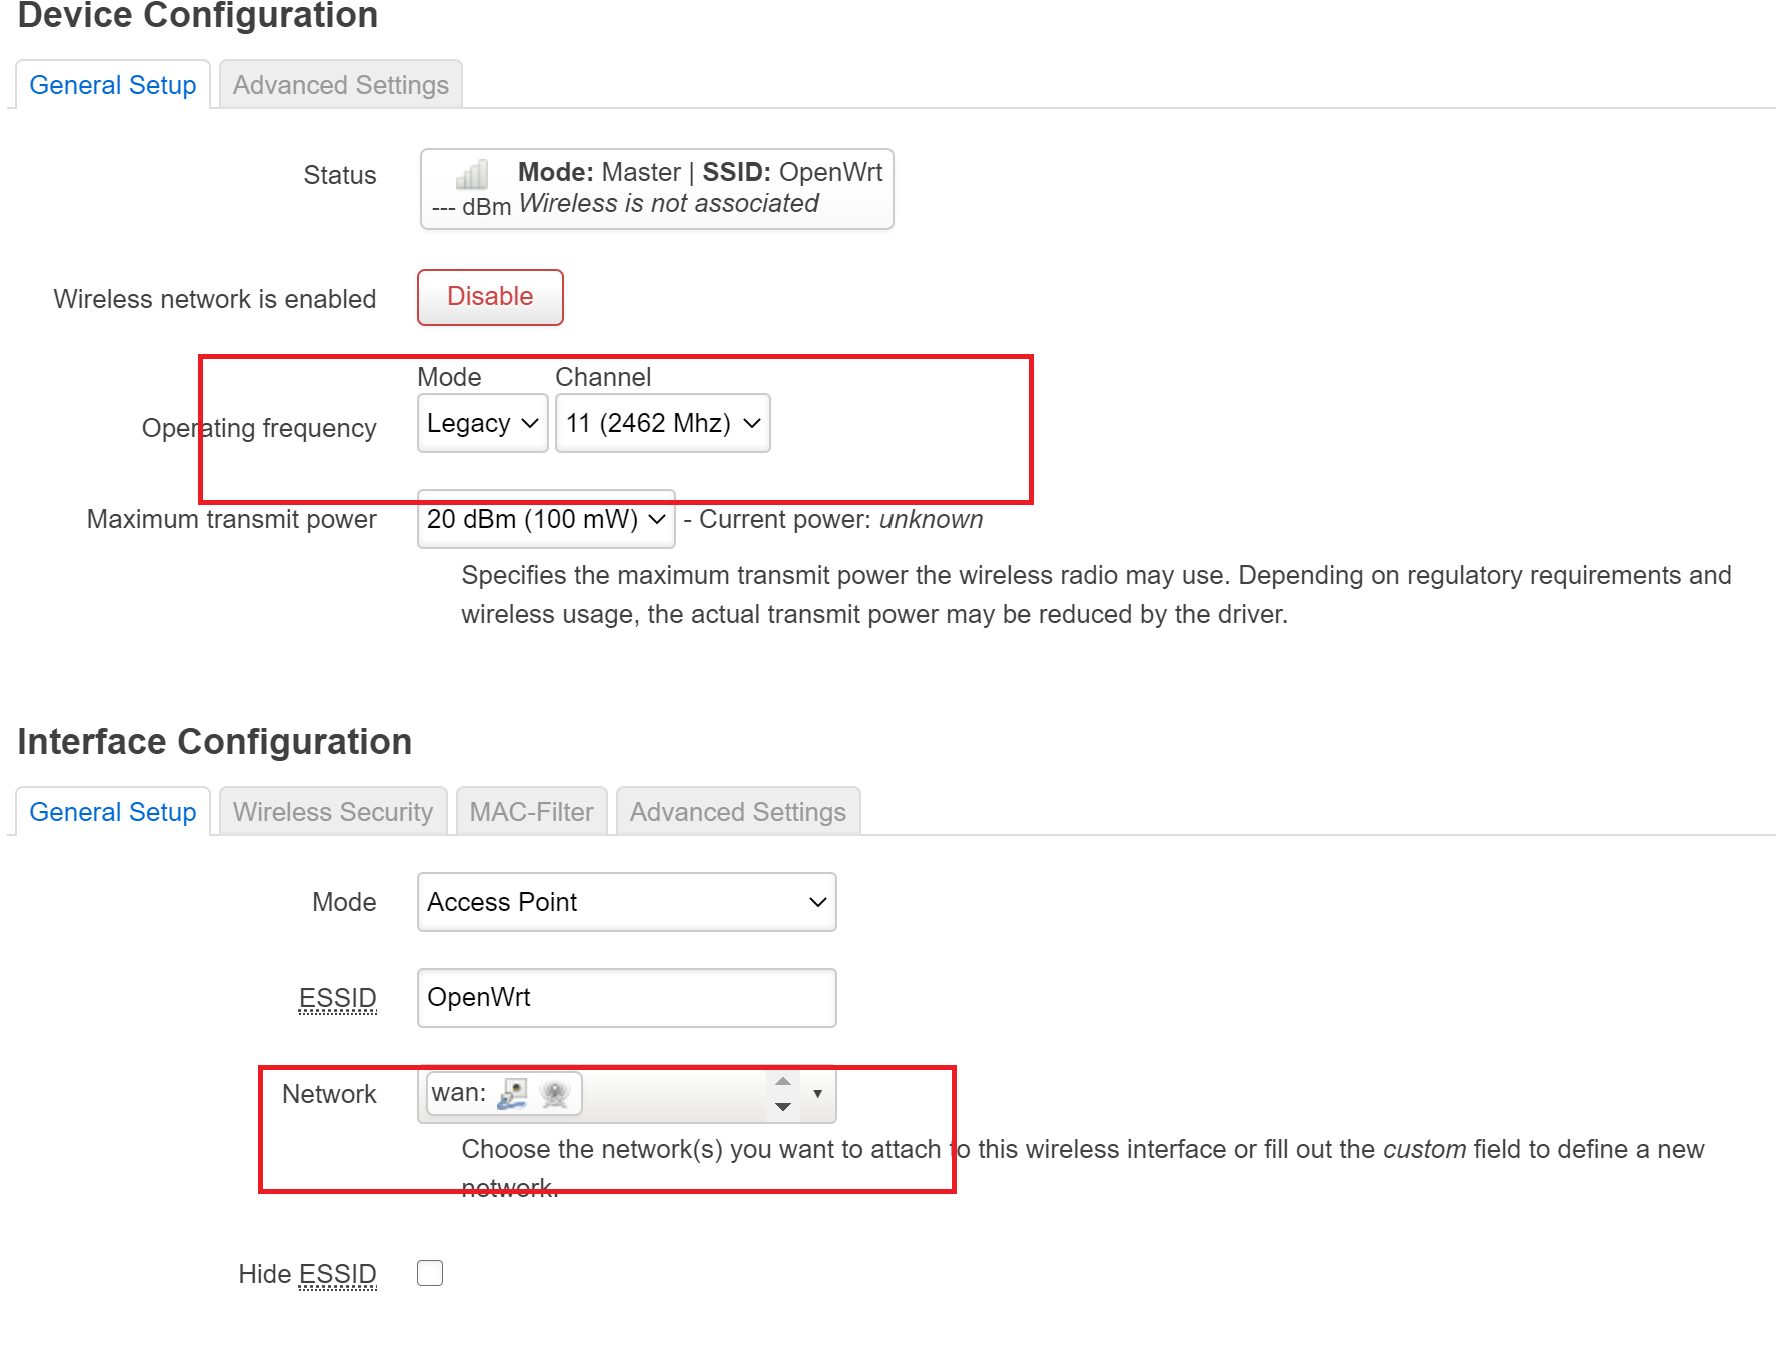 Device Configuration
General Setup
Advanced Settings
Status
Mode: Master | SSID: OpenWrt
--- dBm Wireless is not associated
Wireless network is enabled
Disable
Mode
Channel
Operating frequency
Legacy
11 (2462 Mhz)
Maximum transmit power
20 dBm (100 mW)
- Current power: unknown
Specifies the maximum transmit power the wireless radio may use. Depending on regulatory requirements and
wireless usage, the actual transmit power may be reduced by the driver.
Interface Configuration
General Setup
Wireless Security
MAC-Filter
Advanced Settings
Mode
Access Point
ESSID
OpenWrt
Network
wan:
Choose the network(s) you want to attach to this wireless interface or fill out the custom field to define a new
network.
Hide ESSID